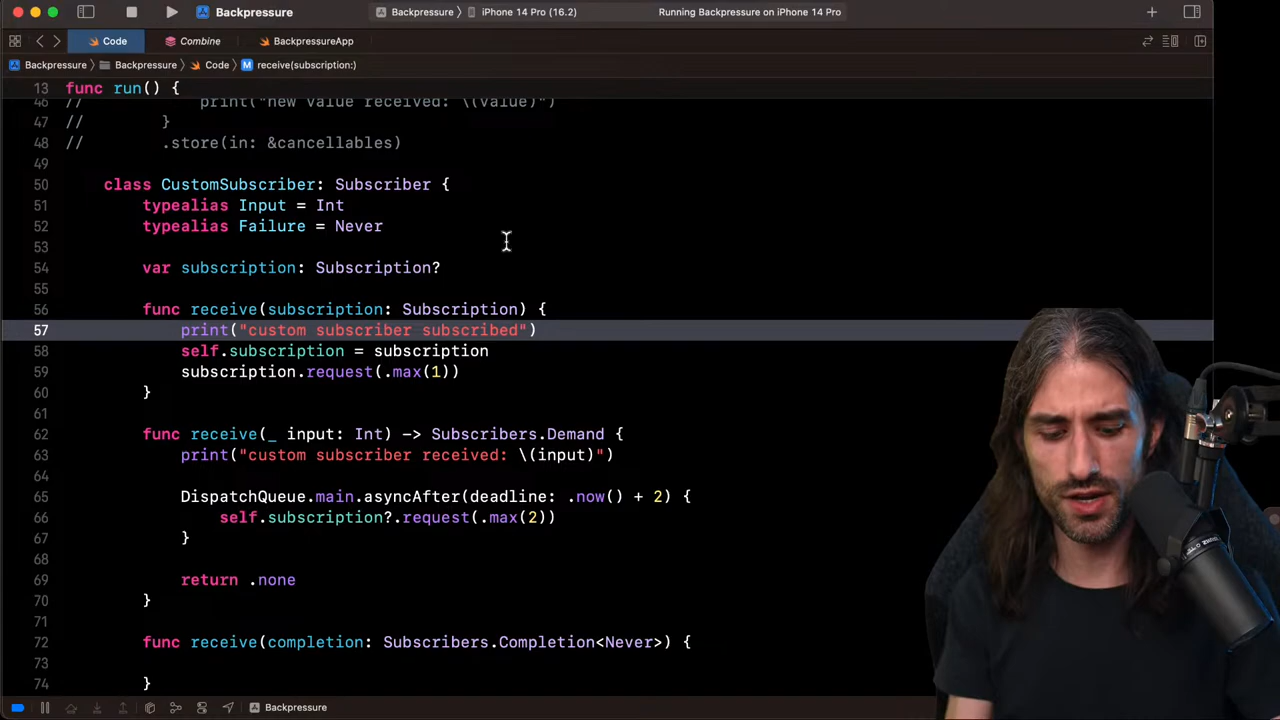 Backpressure
Backpressure
iPhone 14 Pro (16.2)
Running Backpressure on iPhone 14 Pro
Code
Combine
BackpressureApp
Backpressure
Backpressure
Code
M
receive(subscription:)
13 func run() {
46 // print("new value received: \(value)")
47 // }
48 // .store(in: &cancellables)
49
50 class CustomSubscriber: Subscriber {
51 typealias Input = Int
52 typealias Failure = Never
53
54 var subscription: Subscription?
55
56 func receive(subscription: Subscription) {
57 print("custom subscriber subscribed")
58 self.subscription = subscription
59 subscription.request(.max(1))
60 }
61
62 func receive(_ input: Int) -> Subscribers.Demand {
63 print("custom subscriber received: \(input)")
64
65 DispatchQueue.main.asyncAfter(deadline: .now() + 2) {
66 self.subscription?.request(.max(2))
67 }
68
69 return .none
70 }
71
72 func receive(completion: Subscribers.Completion<Never>) {
73
74 }
Backpressure